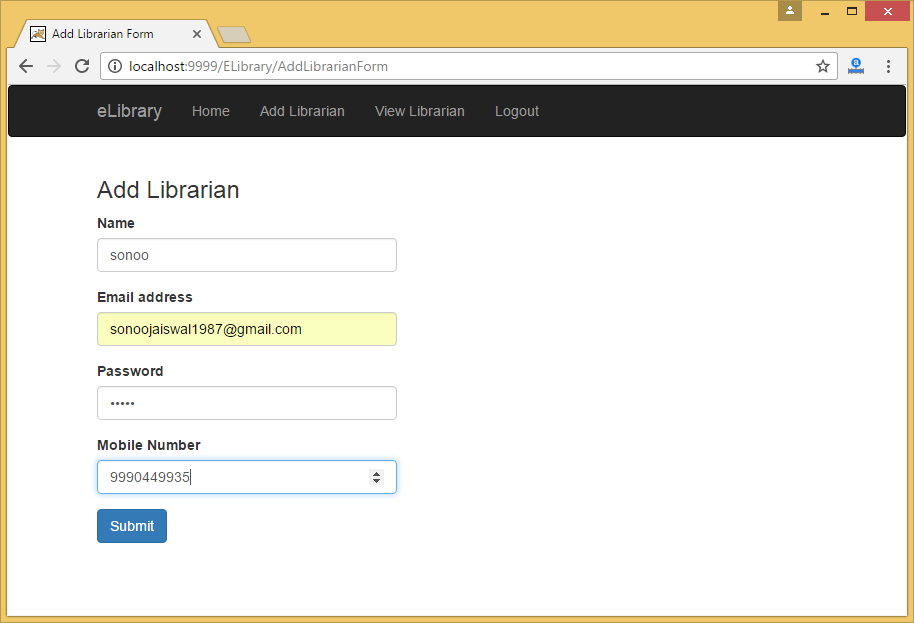 Add Librarian Form
localhost:9999/ELibrary/AddLibrarianForm
eLibrary Home Add Librarian View Librarian Logout
Add Librarian
Name
sonoo
Email address
sonoojaiswal1987@gmail.com
Password
•••••
Mobile Number
9990449935
Submit